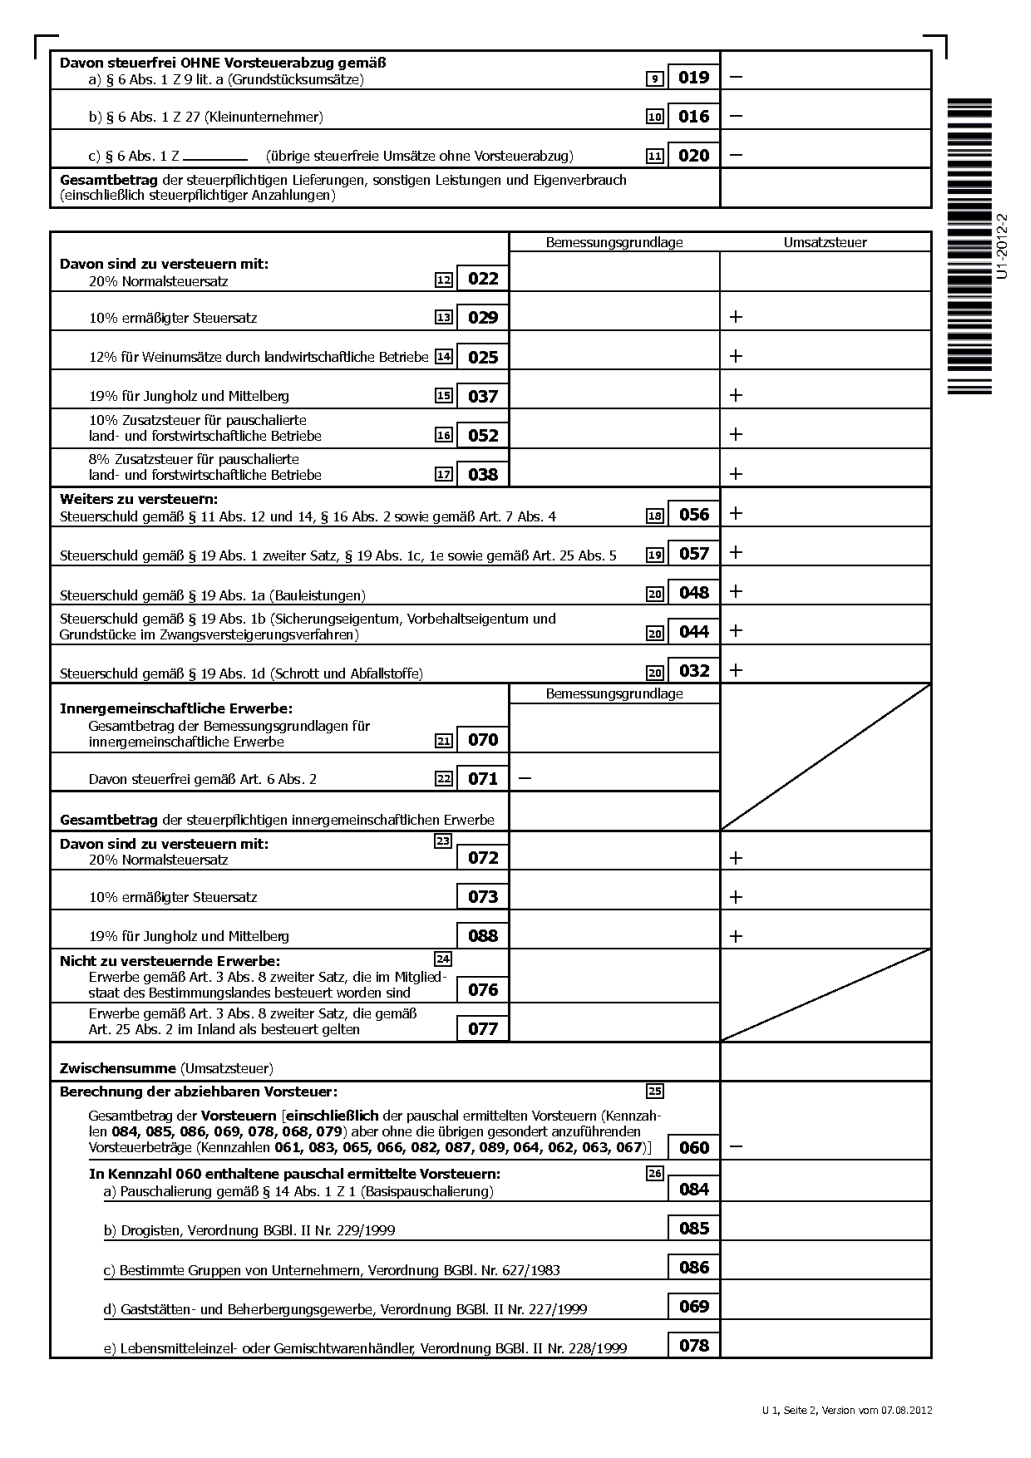 Davon steuerfrei OHNE Vorsteuerabzug gemäß
a) § 6 Abs. 1 Z 9 lit. a (Grundstücksumsätze) 9 019 –
b) § 6 Abs. 1 Z 27 (Kleinunternehmer) 10 016 –
c) § 6 Abs. 1 Z ________ (übrige steuerfreie Umsätze ohne Vorsteuerabzug) 11 020 –
Gesamtbetrag der steuerpflichtigen Lieferungen, sonstigen Leistungen und Eigenverbrauch
(einschließlich steuerpflichtiger Anzahlungen)
U1-2012-2
Bemessungsgrundlage Umsatzsteuer
Davon sind zu versteuern mit:
20% Normalsteuersatz 12 022
10% ermäßigter Steuersatz 13 029 +
12% für Weinumsätze durch landwirtschaftliche Betriebe 14 025 +
19% für Jungholz und Mittelberg 15 037 +
10% Zusatzsteuer für pauschalierte
land- und forstwirtschaftliche Betriebe 16 052 +
8% Zusatzsteuer für pauschalierte
land- und forstwirtschaftliche Betriebe 17 038 +
Weiters zu versteuern:
Steuerschuld gemäß § 11 Abs. 12 und 14, § 16 Abs. 2 sowie gemäß Art. 7 Abs. 4 18 056 +
Steuerschuld gemäß § 19 Abs. 1 zweiter Satz, § 19 Abs. 1c, 1e sowie gemäß Art. 25 Abs. 5 19 057 +
Steuerschuld gemäß § 19 Abs. 1a (Bauleistungen) 20 048 +
Steuerschuld gemäß § 19 Abs. 1b (Sicherungseigentum, Vorbehaltseigentum und
Grundstücke im Zwangsversteigerungsverfahren) 20 044 +
Steuerschuld gemäß § 19 Abs. 1d (Schrott und Abfallstoffe) 20 032 +
Bemessungsgrundlage
Innergemeinschaftliche Erwerbe:
Gesamtbetrag der Bemessungsgrundlagen für
innergemeinschaftliche Erwerbe 21 070
Davon steuerfrei gemäß Art. 6 Abs. 2 22 071 –
Gesamtbetrag der steuerpflichtigen innergemeinschaftlichen Erwerbe
Davon sind zu versteuern mit: 23
20% Normalsteuersatz 072 +
10% ermäßigter Steuersatz 073 +
19% für Jungholz und Mittelberg 088 +
Nicht zu versteuernde Erwerbe: 24
Erwerbe gemäß Art. 3 Abs. 8 zweiter Satz, die im Mitglied-
staat des Bestimmungslandes besteuert worden sind 076
Erwerbe gemäß Art. 3 Abs. 8 zweiter Satz, die gemäß
Art. 25 Abs. 2 im Inland als besteuert gelten 077
Zwischensumme (Umsatzsteuer)
Berechnung der abziehbaren Vorsteuer: 25
Gesamtbetrag der Vorsteuern [einschließlich der pauschal ermittelten Vorsteuern (Kennzah-
len 084, 085, 086, 069, 078, 068, 079) aber ohne die übrigen gesondert anzuführenden
Vorsteuerbeträge (Kennzahlen 061, 083, 065, 066, 082, 087, 089, 064, 062, 063, 067)] 060 –
In Kennzahl 060 enthaltene pauschal ermittelte Vorsteuern: 26
a) Pauschalierung gemäß § 14 Abs. 1 Z 1 (Basispauschalierung) 084
b) Drogisten, Verordnung BGBl. II Nr. 229/1999 085
c) Bestimmte Gruppen von Unternehmern, Verordnung BGBl. Nr. 627/1983 086
d) Gaststätten- und Beherbergungsgewerbe, Verordnung BGBl. II Nr. 227/1999 069
e) Lebensmitteleinzel- oder Gemischtwarenhändler, Verordnung BGBl. II Nr. 228/1999 078
U 1, Seite 2, Version vom 07.08.2012